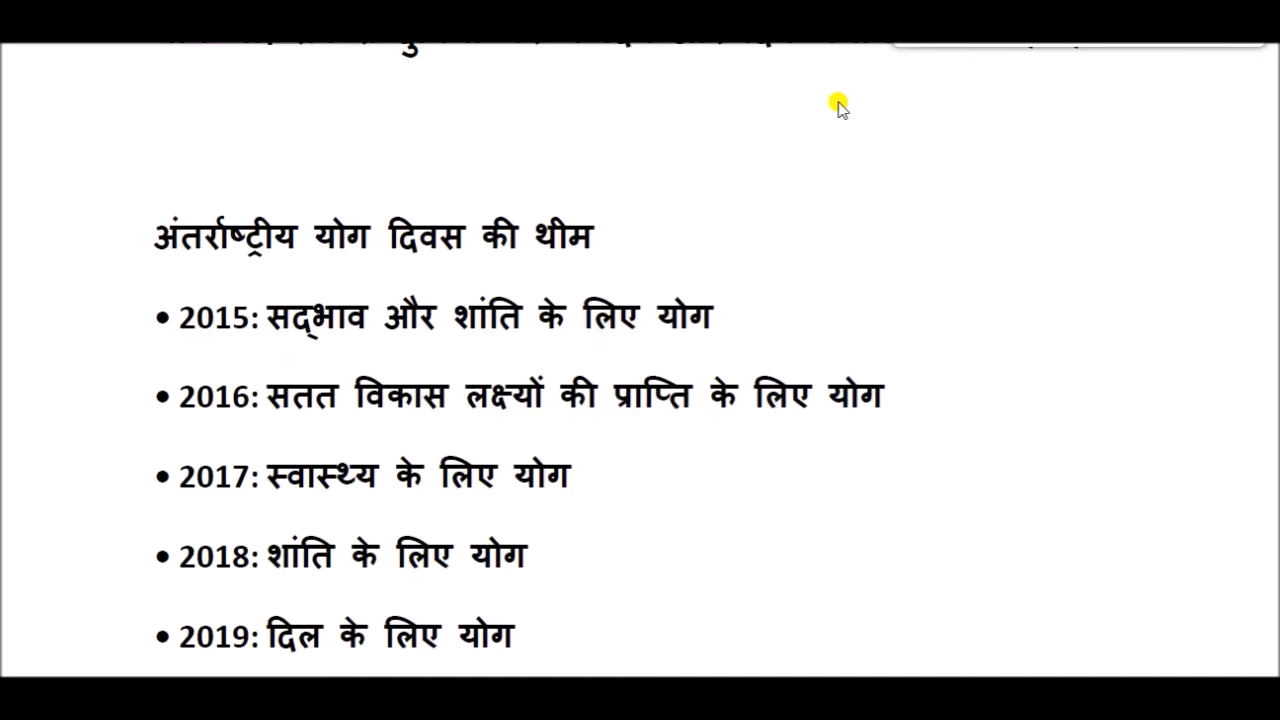 अंतर्राष्ट्रीय योग दिवस की थीम
• 2015: सद्भाव और शांति के लिए योग
• 2016: सतत विकास लक्ष्यों की प्राप्ति के लिए योग
• 2017: स्वास्थ्य के लिए योग
• 2018: शांति के लिए योग
• 2019: दिल के लिए योग